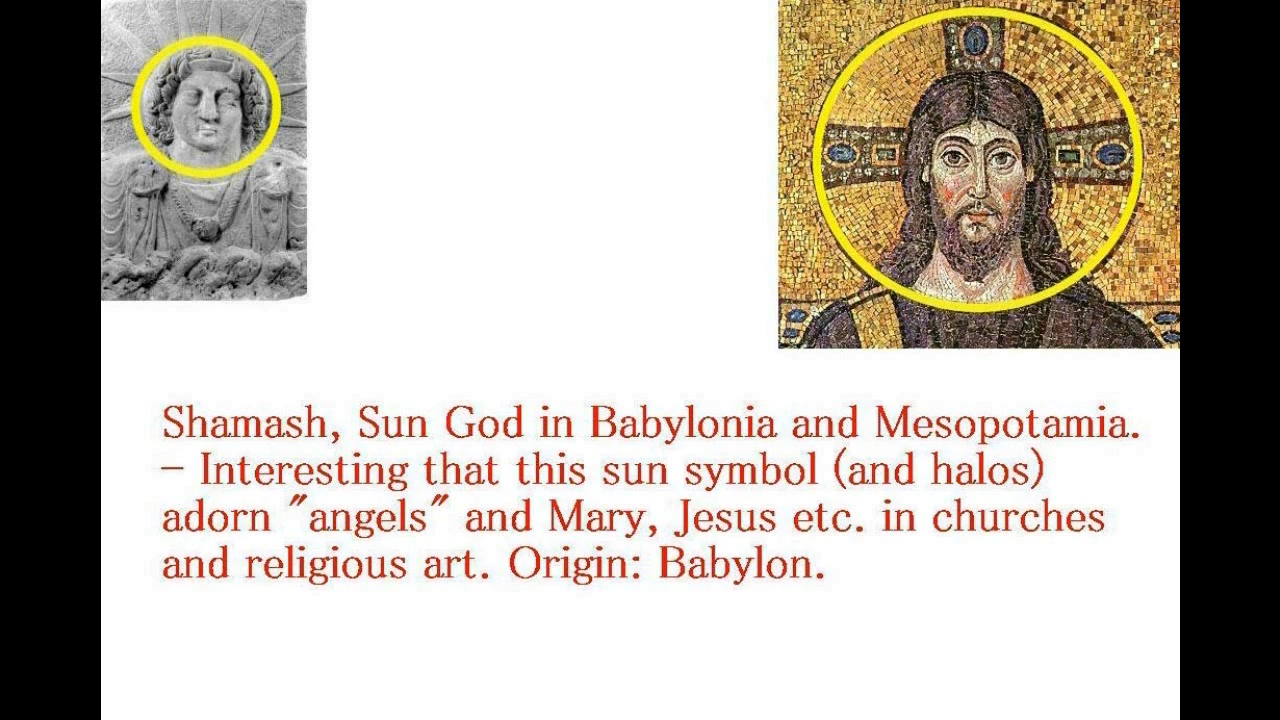 Shamash, Sun God in Babylonia and Mesopotamia.
- Interesting that this sun symbol (and halos)
adorn "angels" and Mary, Jesus etc. in churches
and religious art. Origin: Babylon.